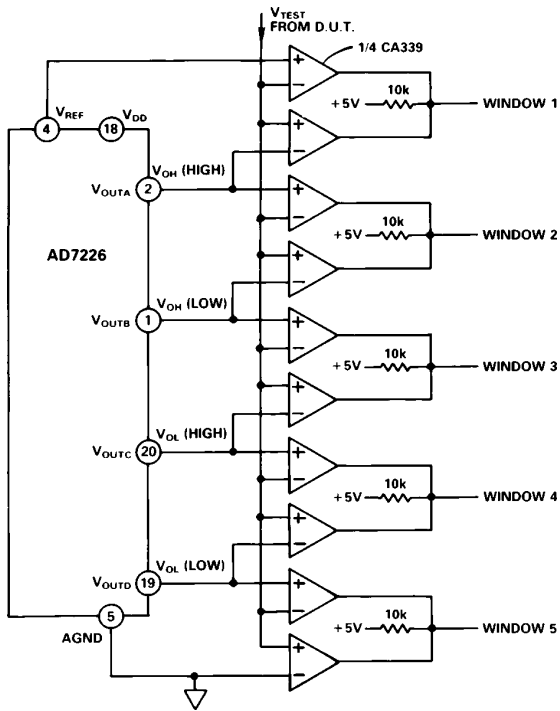 V_TEST
FROM D.U.T.
1/4 CA339
+
−
10k
+5V
WINDOW 1
V_REF
V_DD
4
18
+
−
V_OH (HIGH)
V_OUTA
2
+
−
10k
+5V
WINDOW 2
AD7226
+
−
V_OH (LOW)
V_OUTB
1
+
−
10k
+5V
WINDOW 3
+
−
V_OL (HIGH)
V_OUTC
20
+
−
10k
+5V
WINDOW 4
+
−
V_OL (LOW)
V_OUTD
19
+
−
10k
+5V
WINDOW 5
5
AGND
+
−